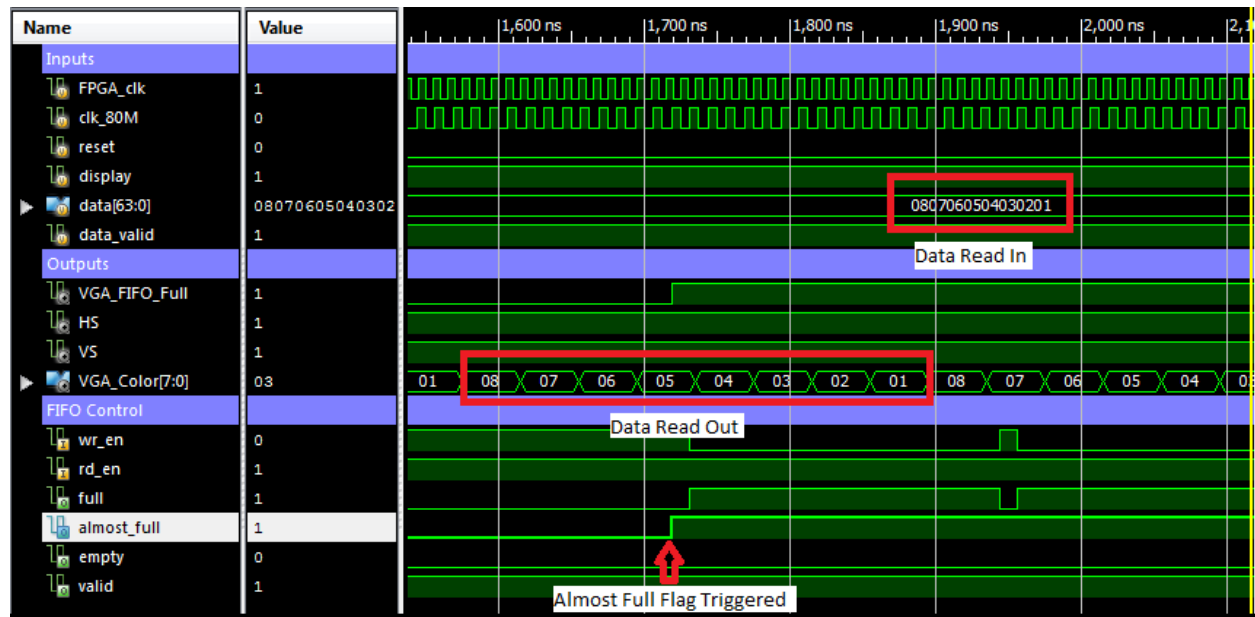 Name Value 1,600 ns 1,700 ns 1,800 ns 1,900 ns 2,000 ns 2,1
Inputs
FPGA_clk 1
clk_80M 0
reset 0
display 1
data[63:0] 08070605040302 0807060504030201
data_valid 1
Data Read In
Outputs
VGA_FIFO_Full 1
HS 1
VS 1
VGA_Color[7:0] 03 01 08 07 06 05 04 03 02 01 08 07 06 05 04 03
FIFO Control
Data Read Out
wr_en 0
rd_en 1
full 1
almost_full 1
empty 0
valid 1
Almost Full Flag Triggered